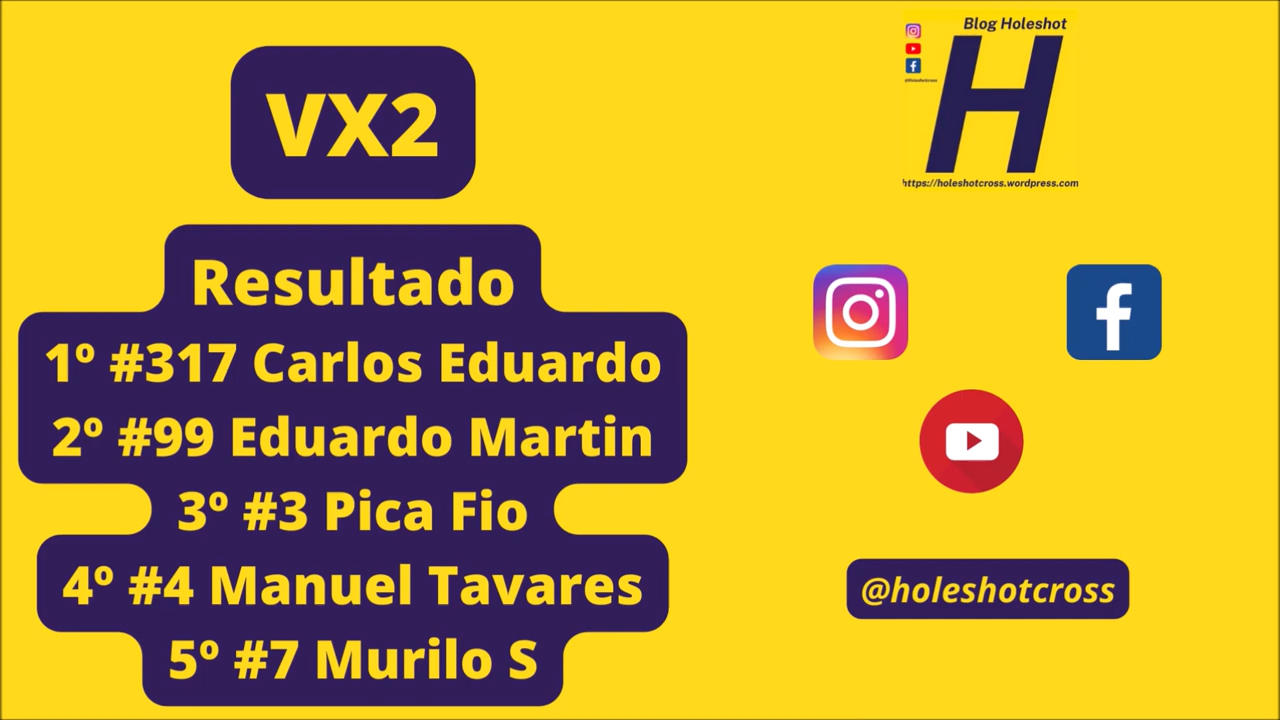 VX2
Resultado
1º #317 Carlos Eduardo
2º #99 Eduardo Martin
3º #3 Pica Fio
4º #4 Manuel Tavares
5º #7 Murilo S
Blog Holeshot
H
@holeshotcross
https://holeshotcross.wordpress.com
@holeshotcross